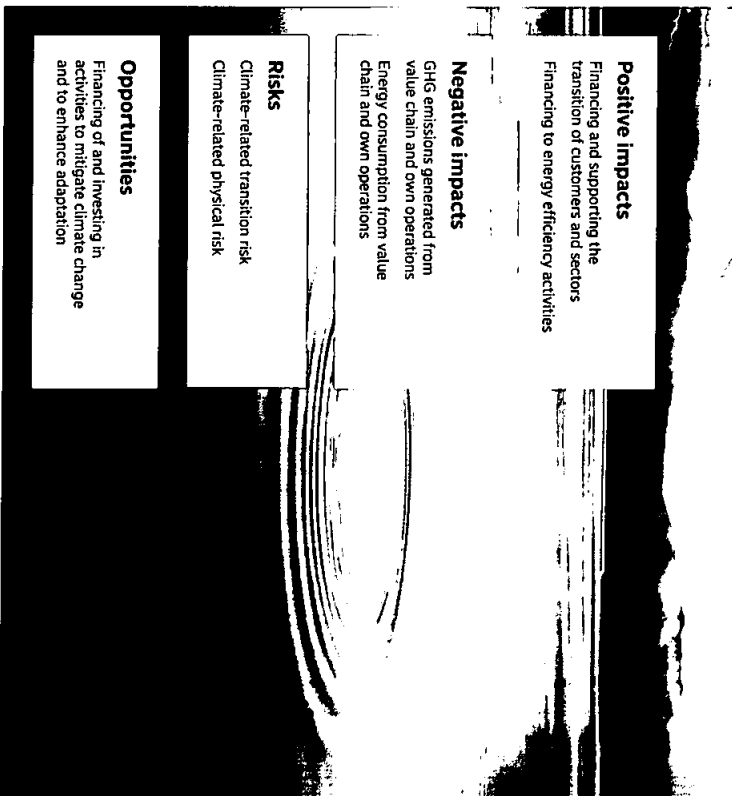 Positive impacts
Financing and supporting the
transition of customers and sectors
Financing to energy efficiency activities
Negative impacts
GHG emissions generated from
value chain and own operations
Energy consumption from value
chain and own operations
Risks
Climate-related transition risk
Climate-related physical risk
Opportunities
Financing of and investing in
activities to mitigate climate change
and to enhance adaptation